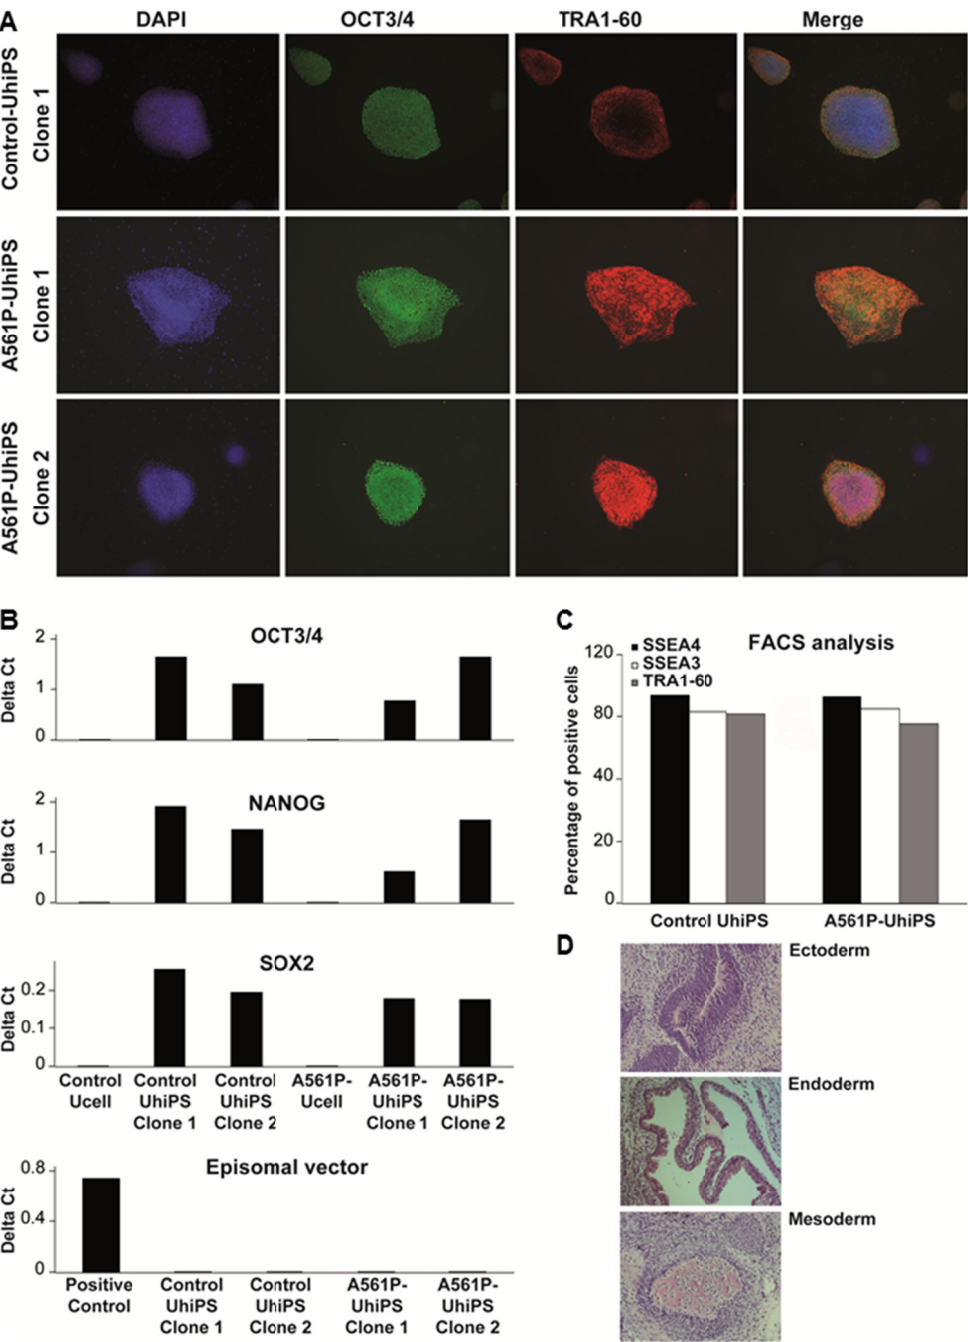 A
DAPI
OCT3/4
TRA1-60
Merge
Control-UhiPS
Clone 1
A561P-UhiPS
Clone 1
A561P-UhiPS
Clone 2
B
OCT3/4
Delta Ct
2
1
0
NANOG
Delta Ct
2
1
0
SOX2
Delta Ct
0.2
0.1
0
Control
Ucell
Control
UhiPS
Clone 1
Control
UhiPS
Clone 2
A561P-
Ucell
A561P-
UhiPS
Clone 1
A561P-
UhiPS
Clone 2
Episomal vector
Delta Ct
0.8
0.4
0
Positive
Control
Control
UhiPS
Clone 1
Control
UhiPS
Clone 2
A561P-
UhiPS
Clone 1
A561P-
UhiPS
Clone 2
C
FACS analysis
SSEA4
SSEA3
TRA1-60
Percentage of positive cells
120
80
40
20
0
Control UhiPS
A561P-UhiPS
D
Ectoderm
Endoderm
Mesoderm